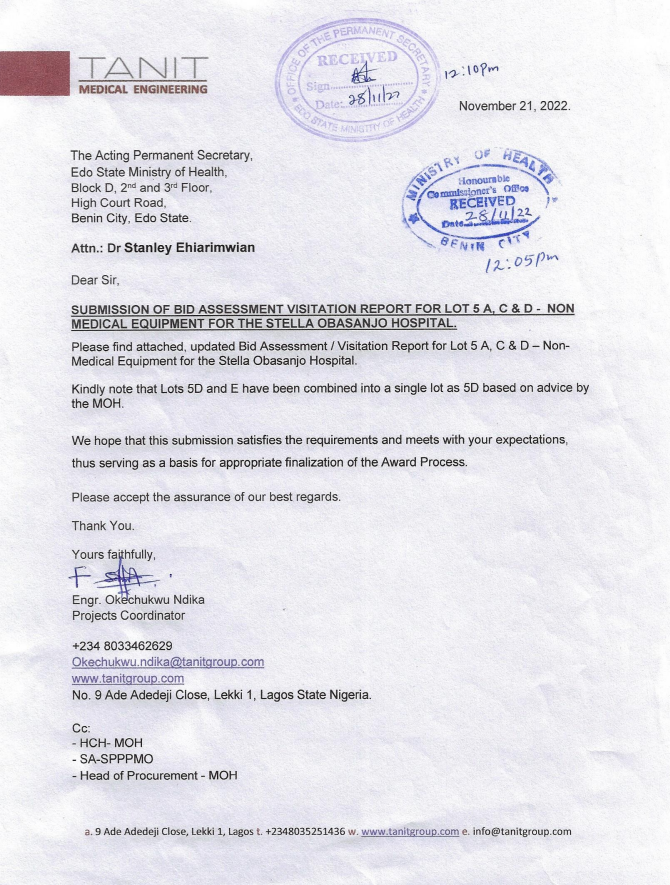 TANIT
MEDICAL ENGINEERING
OFFICE OF THE PERMANENT SECRETARY
RECEIVED
Sign
Date: 28/11/22
EDO STATE MINISTRY OF HEALTH
12:10pm
November 21, 2022.
The Acting Permanent Secretary,
Edo State Ministry of Health,
Block D, 2nd and 3rd Floor,
High Court Road,
Benin City, Edo State.
MINISTRY OF HEALTH
Honourable
Commissioner's Office
RECEIVED
Date 28/11/22
BENIN CITY
12:05pm
Attn.: Dr Stanley Ehiarimwian
Dear Sir,
SUBMISSION OF BID ASSESSMENT VISITATION REPORT FOR LOT 5 A, C & D - NON
MEDICAL EQUIPMENT FOR THE STELLA OBASANJO HOSPITAL.
Please find attached, updated Bid Assessment / Visitation Report for Lot 5 A, C & D – Non-
Medical Equipment for the Stella Obasanjo Hospital.
Kindly note that Lots 5D and E have been combined into a single lot as 5D based on advice by
the MOH.
We hope that this submission satisfies the requirements and meets with your expectations,
thus serving as a basis for appropriate finalization of the Award Process.
Please accept the assurance of our best regards.
Thank You.
Yours faithfully,
Engr. Okechukwu Ndika
Projects Coordinator
+234 8033462629
Okechukwu.ndika@tanitgroup.com
www.tanitgroup.com
No. 9 Ade Adedeji Close, Lekki 1, Lagos State Nigeria.
Cc:
- HCH- MOH
- SA-SPPPMO
- Head of Procurement - MOH
a. 9 Ade Adedeji Close, Lekki 1, Lagos t. +2348035251436 w. www.tanitgroup.com e. info@tanitgroup.com